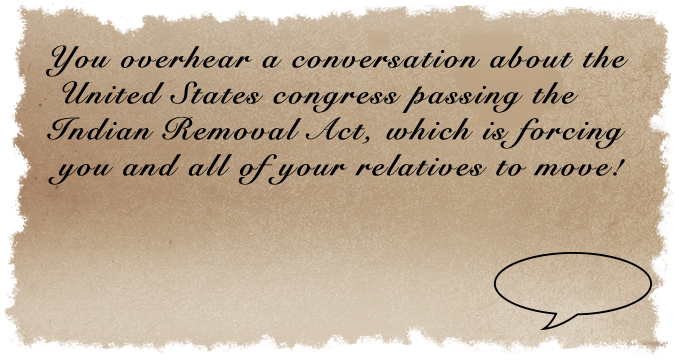 You overhear a conversation about the
United States congress passing the
Indian Removal Act, which is forcing
you and all of your relatives to move!